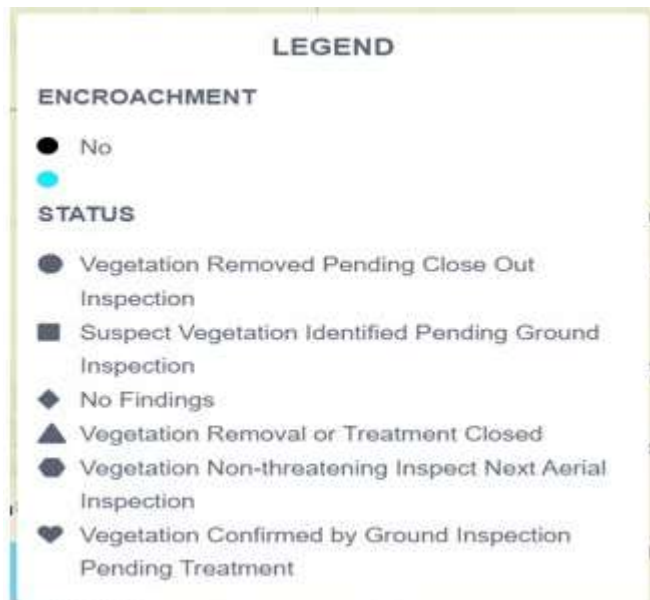 LEGEND
ENCROACHMENT
No
STATUS
Vegetation Removed Pending Close Out
Inspection
Suspect Vegetation Identified Pending Ground
Inspection
No Findings
Vegetation Removal or Treatment Closed
Vegetation Non-threatening Inspect Next Aerial
Inspection
Vegetation Confirmed by Ground Inspection
Pending Treatment